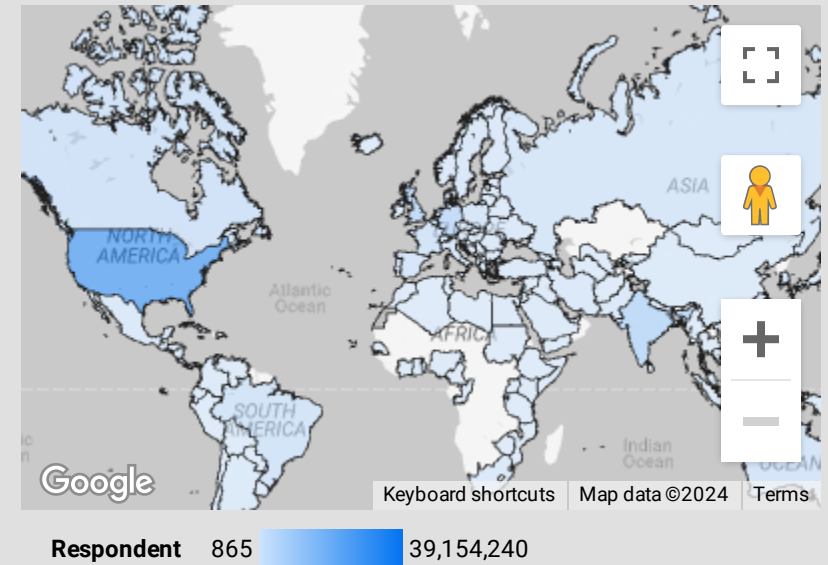 ASIA
NORTH
AMERICA
Atlantic
Ocean
AFRICA
SOUTH
AMERICA
Indian
Ocean
OCEAN
Google
Keyboard shortcuts
Map data ©2024
Terms
Respondent 865 39,154,240